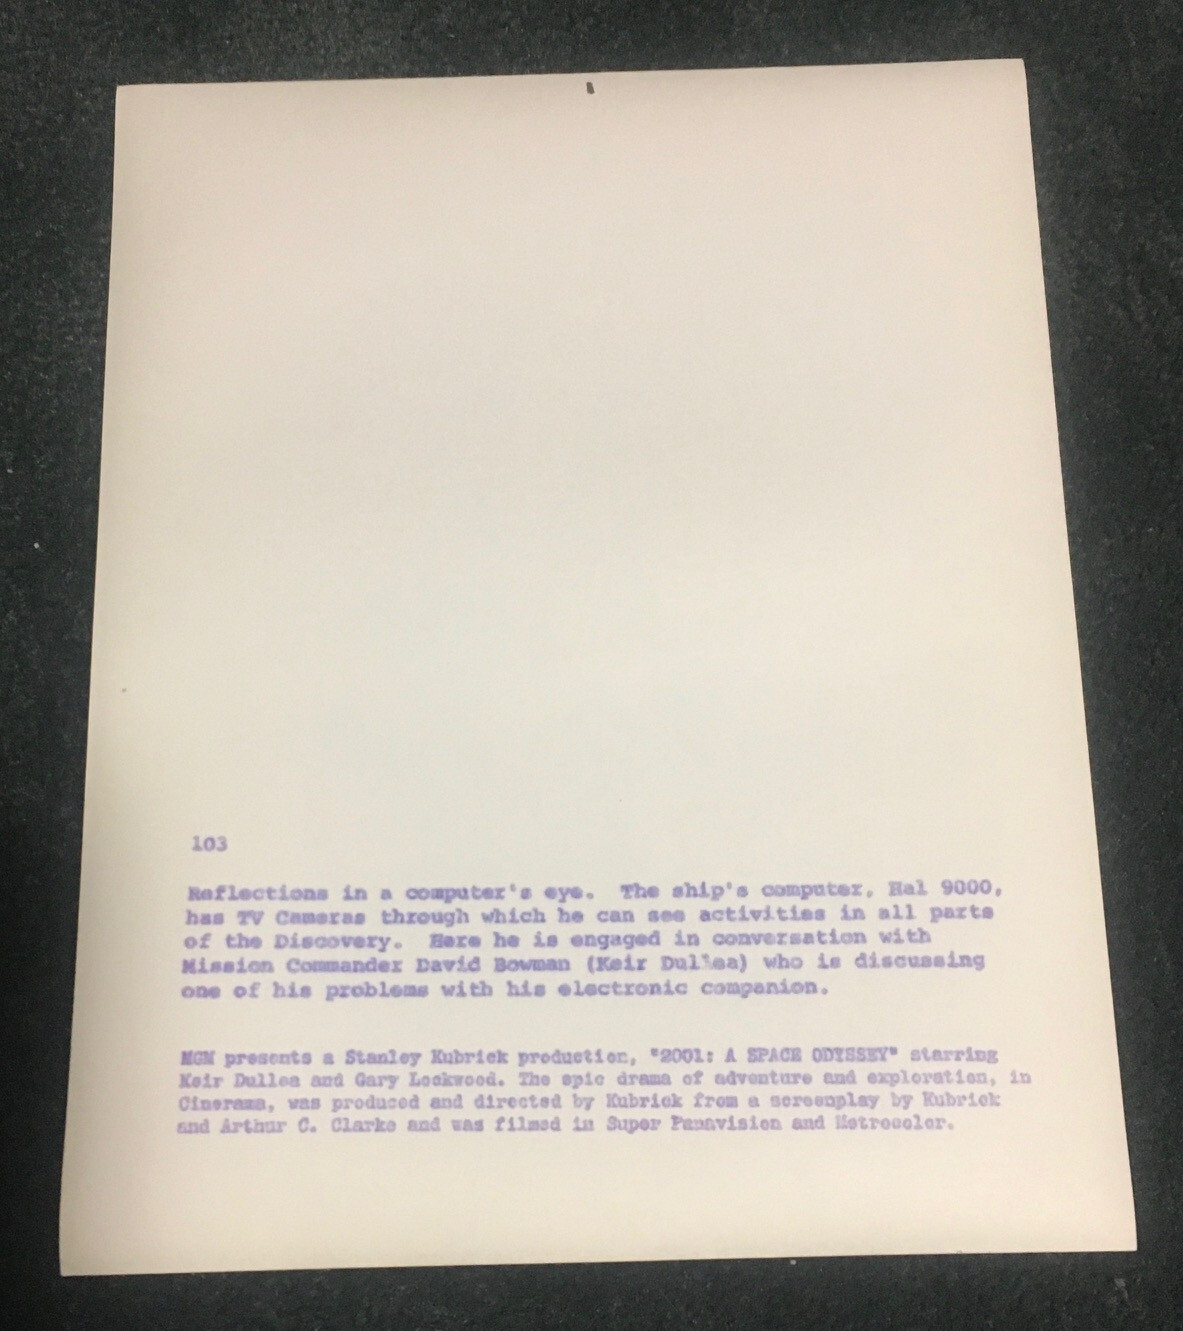 103
Reflections in a computer's eye. The ship's computer, Hal 9000,
has TV Cameras through which he can see activities in all parts
of the Discovery. Here he is engaged in conversation with
Mission Commander David Bowman (Keir Dullea) who is discussing
one of his problems with his electronic companion.
MGM presents a Stanley Kubrick production, "2001: A SPACE ODYSSEY" starring
Keir Dullea and Gary Lockwood. The epic drama of adventure and exploration, in
Cinerama, was produced and directed by Kubrick from a screenplay by Kubrick
and Arthur C. Clarke and was filmed in Super Panavision and Metrocolor.